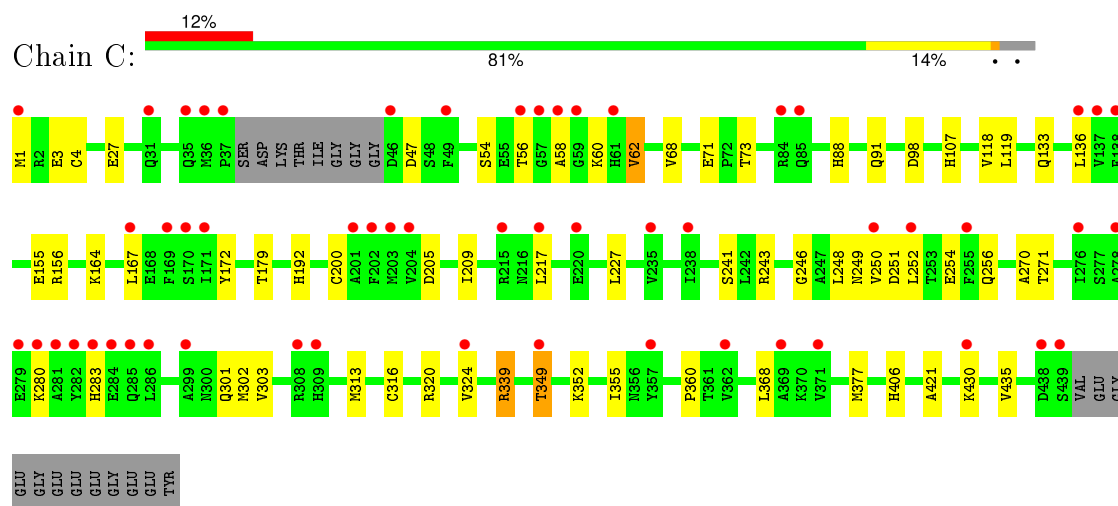 12%
Chain C:
81% 14% • •
M1 R2 E3 C4 E27 Q31 Q35 M36 P37 SER ASP LYS THR ILE GLY GLY GLY D46 D47 S48 F49 S54 E55 T56 G57 A58 G59 K60 H61 V62 V68 E71 P72 T73 R84 Q85 H88 Q91 D98 H107 V118 L119 Q133 L136 V137 F138
E155 R156 K164 L167 E168 F169 S170 I171 Y172 T179 H192 C200 A201 F202 M203 V204 D205 I209 R215 N216 L217 E220 L227 V235 I238 S241 L242 R243 G246 A247 L248 N249 V250 D251 L252 T253 E254 F255 Q256 A270 T271 I276 S277 A278
E279 K280 A281 Y282 H283 E284 Q285 L286 A299 N300 Q301 M302 V303 R308 H309 M313 C316 R320 V324 R339 T349 K352 I355 N356 Y357 P360 T361 V362 L368 A369 K370 V371 M377 H406 A421 K430 V435 D438 S439 VAL GLU GLY
GLU GLY GLU GLU GLU GLY GLU GLU TYR